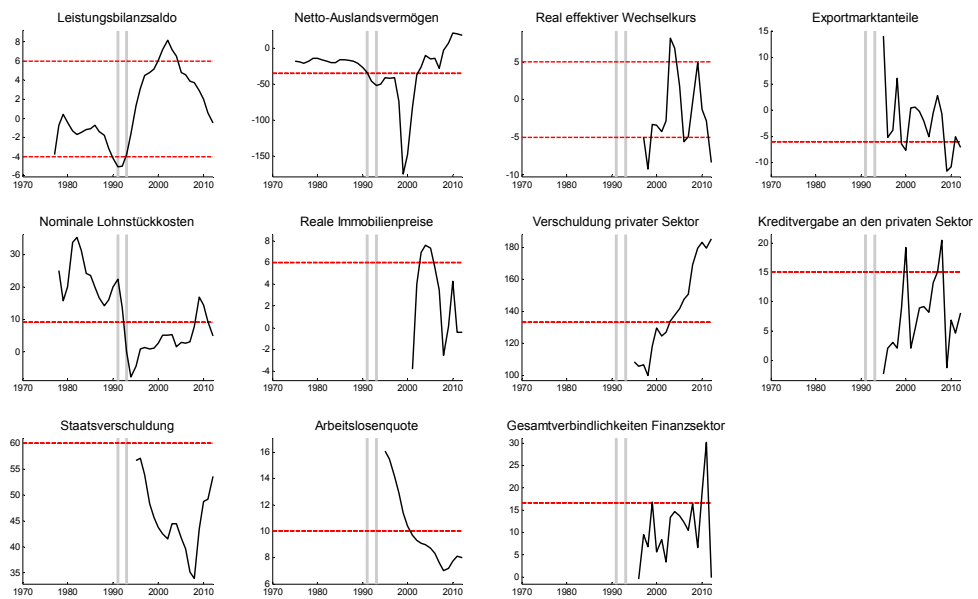 Leistungsbilanzsaldo
8
6
4
2
0
-2
-4
-6
1970 1980 1990 2000 2010
Netto-Auslandsvermögen
0
-50
-100
-150
1970 1980 1990 2000 2010
Real effektiver Wechselkurs
5
0
-5
-10
1970 1980 1990 2000 2010
Exportmarktanteile
15
10
5
0
-5
-10
1970 1980 1990 2000 2010
Nominale Lohnstückkosten
30
20
10
0
1970 1980 1990 2000 2010
Reale Immobilienpreise
8
6
4
2
0
-2
-4
1970 1980 1990 2000 2010
Verschuldung privater Sektor
180
160
140
120
100
1970 1980 1990 2000 2010
Kreditvergabe an den privaten Sektor
20
15
10
5
0
1970 1980 1990 2000 2010
Staatsverschuldung
60
55
50
45
40
35
1970 1980 1990 2000 2010
Arbeitslosenquote
16
14
12
10
8
6
1970 1980 1990 2000 2010
Gesamtverbindlichkeiten Finanzsektor
30
25
20
15
10
5
0
1970 1980 1990 2000 2010